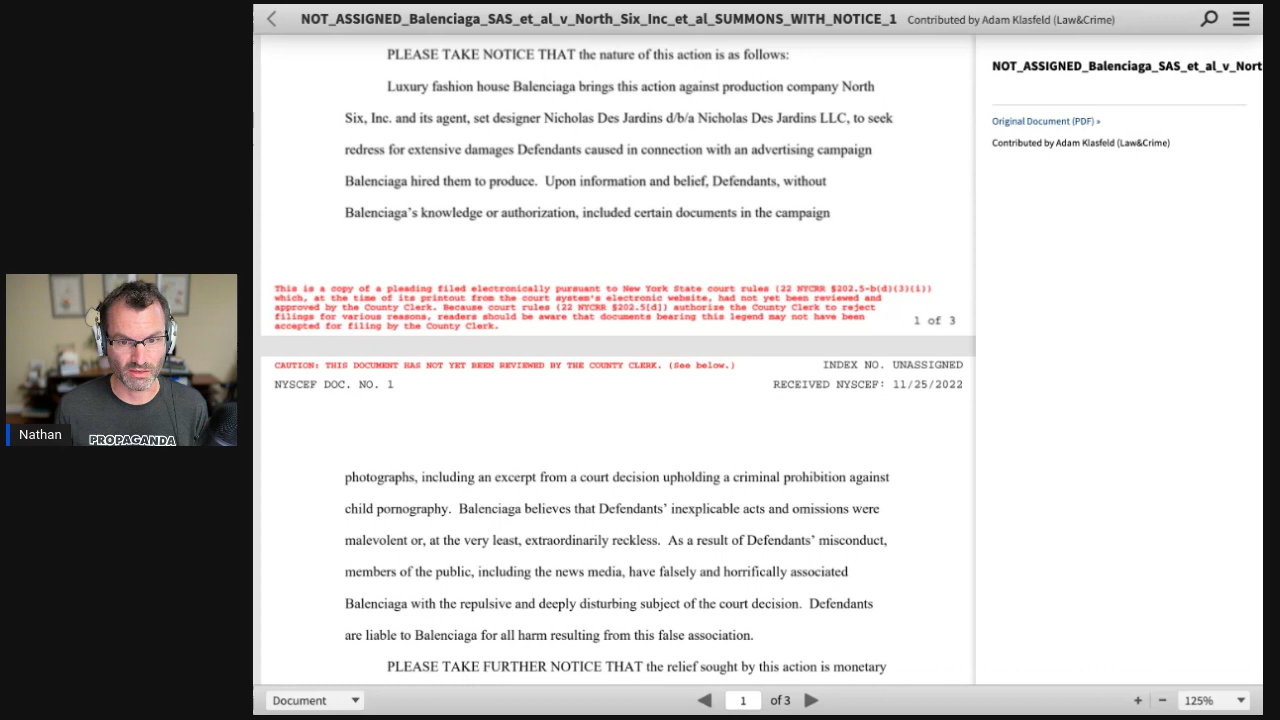 NOT_ASSIGNED_Balenciaga_SAS_et_al_v_North_Six_Inc_et_al_SUMMONS_WITH_NOTICE_1 Contributed by Adam Klasfeld (Law&Crime)
PLEASE TAKE NOTICE THAT the nature of this action is as follows:
Luxury fashion house Balenciaga brings this action against production company North
Six, Inc. and its agent, set designer Nicholas Des Jardins d/b/a Nicholas Des Jardins LLC, to seek
redress for extensive damages Defendants caused in connection with an advertising campaign
Balenciaga hired them to produce. Upon information and belief, Defendants, without
Balenciaga's knowledge or authorization, included certain documents in the campaign
This is a copy of a pleading filed electronically pursuant to New York State court rules (22 NYCRR §202.5-b(d)(3)(i))
which, at the time of its printout from the court system's electronic website, had not yet been reviewed and
approved by the County Clerk. Because court rules (22 NYCRR §202.5[d]) authorize the County Clerk to reject
filings for various reasons, readers should be aware that documents bearing this legend may not have been
accepted for filing by the County Clerk.
1 of 3
CAUTION: THIS DOCUMENT HAS NOT YET BEEN REVIEWED BY THE COUNTY CLERK. (See below.)
INDEX NO. UNASSIGNED
NYSCEF DOC. NO. 1
RECEIVED NYSCEF: 11/25/2022
photographs, including an excerpt from a court decision upholding a criminal prohibition against
child pornography. Balenciaga believes that Defendants' inexplicable acts and omissions were
malevolent or, at the very least, extraordinarily reckless. As a result of Defendants' misconduct,
members of the public, including the news media, have falsely and horrifically associated
Balenciaga with the repulsive and deeply disturbing subject of the court decision. Defendants
are liable to Balenciaga for all harm resulting from this false association.
PLEASE TAKE FURTHER NOTICE THAT the relief sought by this action is monetary
Document
1 of 3
+ − 125%
NOT_ASSIGNED_Balenciaga_SAS_et_al_v_Nort
Original Document (PDF) »
Contributed by Adam Klasfeld (Law&Crime)
PROPAGANDA
Nathan